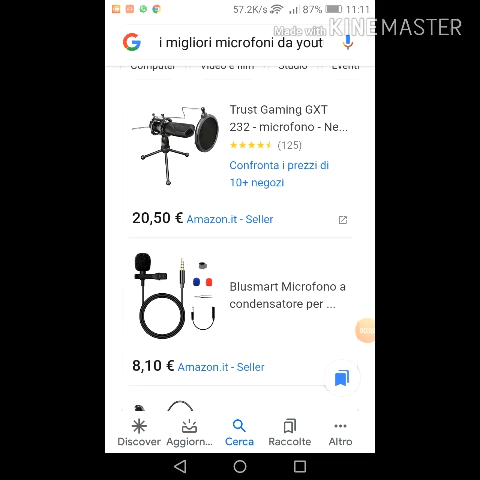 57.2K/s 87% 11:11
Made with KINEMASTER
i migliori microfoni da yout
Computer Video e film Studio Eventi
Trust Gaming GXT
232 - microfono - Ne...
(125)
Confronta i prezzi di
10+ negozi
20,50 € Amazon.it - Seller
Blusmart Microfono a
condensatore per ...
8,10 € Amazon.it - Seller
Discover Aggiorn... Cerca Raccolte Altro